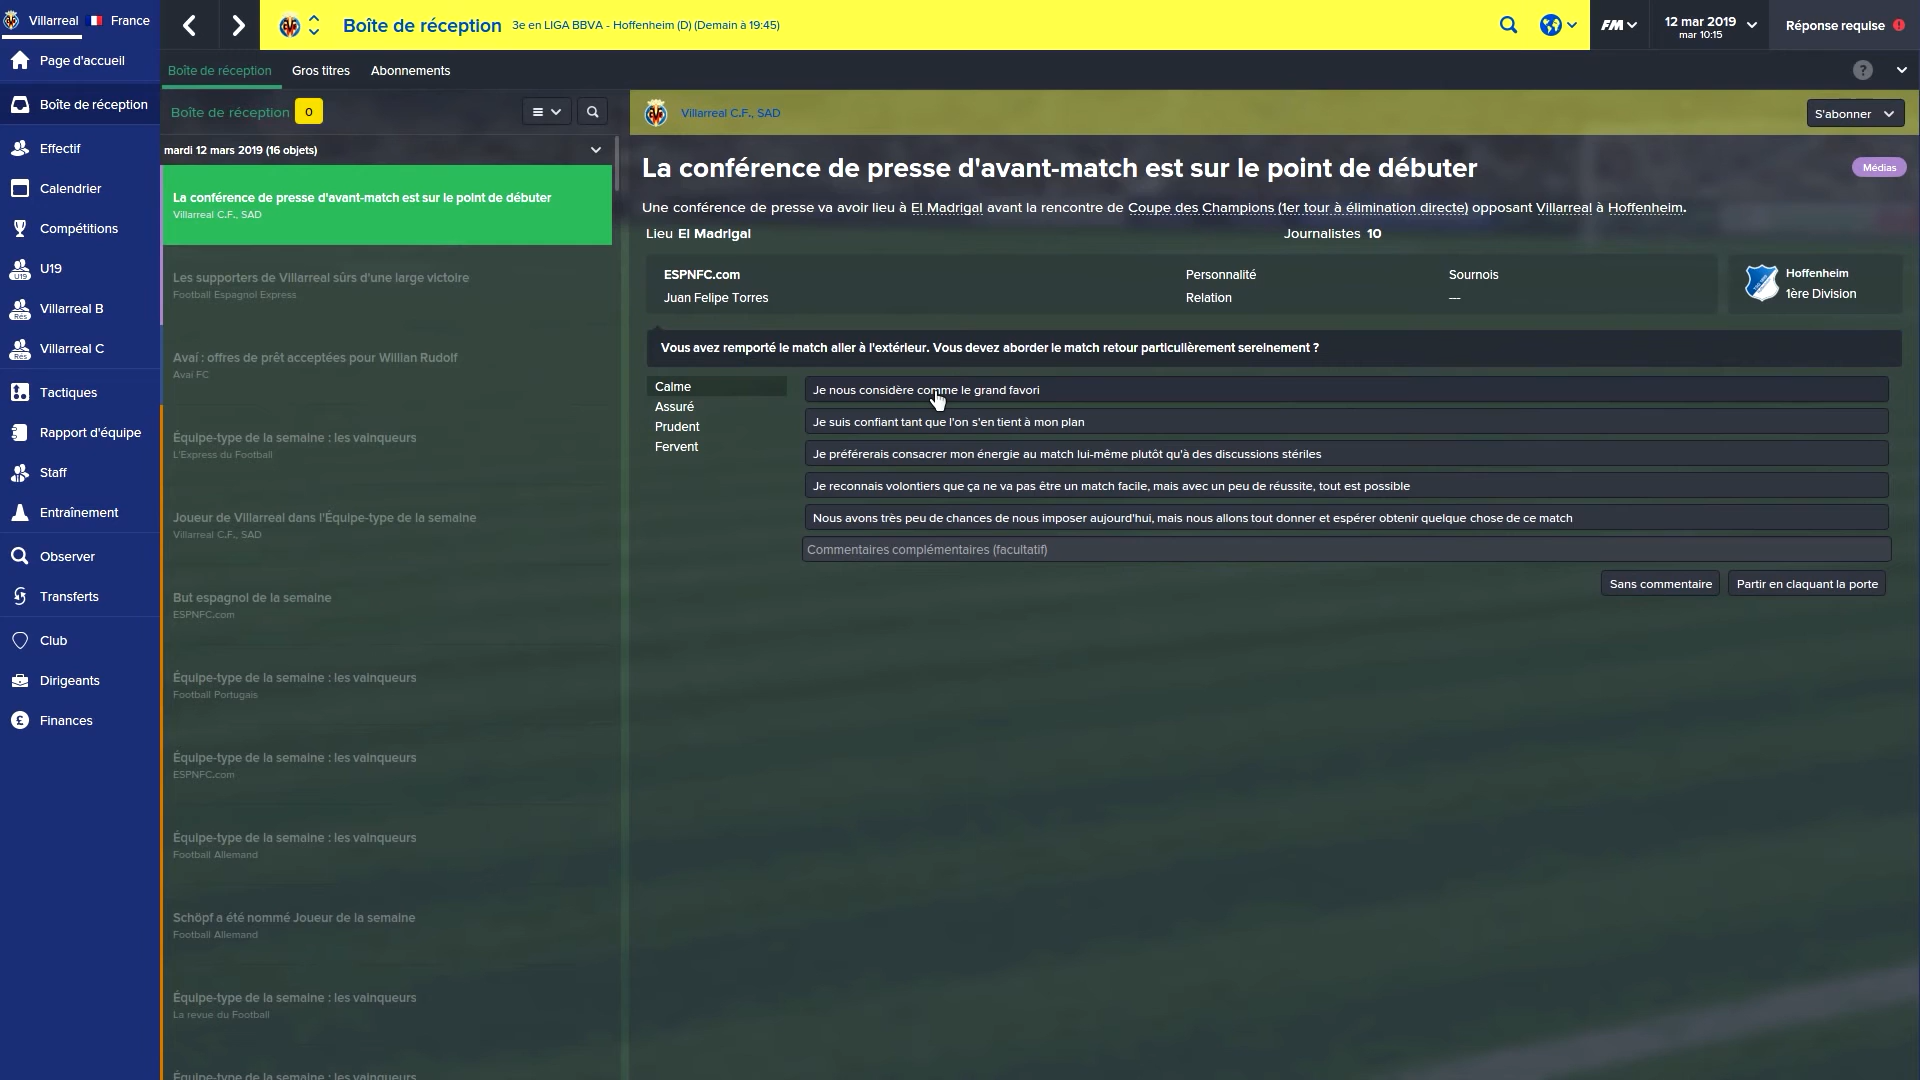 Villarreal
France
Boîte de réception
3e en LIGA BBVA - Hoffenheim (D) (Demain à 19:45)
FM
12 mar 2019
mar 10:15
Réponse requise
Page d'accueil
Boîte de réception
Effectif
Calendrier
Compétitions
U19
U19
Villarreal B
Rés
Villarreal C
Rés
Tactiques
Rapport d'équipe
Staff
Entraînement
Observer
Transferts
Club
Dirigeants
Finances
Boîte de réception
Gros titres
Abonnements
?
Boîte de réception
0
mardi 12 mars 2019 (16 objets)
La conférence de presse d'avant-match est sur le point de débuter
Villarreal C.F., SAD
Les supporters de Villarreal sûrs d'une large victoire
Football Espagnol Express
Avaí : offres de prêt acceptées pour Willian Rudolf
Avaí FC
Équipe-type de la semaine : les vainqueurs
L'Express du Football
Joueur de Villarreal dans l'Équipe-type de la semaine
Villarreal C.F., SAD
But espagnol de la semaine
ESPNFC.com
Équipe-type de la semaine : les vainqueurs
Football Portugais
Équipe-type de la semaine : les vainqueurs
ESPNFC.com
Équipe-type de la semaine : les vainqueurs
Football Allemand
Schöpf a été nommé Joueur de la semaine
Football Allemand
Équipe-type de la semaine : les vainqueurs
La revue du Football
Équipe-type de la semaine : les vainqueurs
Villarreal C.F., SAD
S'abonner
La conférence de presse d'avant-match est sur le point de débuter
Médias
Une conférence de presse va avoir lieu à El Madrigal avant la rencontre de Coupe des Champions (1er tour à élimination directe) opposant Villarreal à Hoffenheim.
Lieu El Madrigal
Journalistes 10
ESPNFC.com
Personnalité
Sournois
Juan Felipe Torres
Relation
---
Hoffenheim
1ère Division
Vous avez remporté le match aller à l'extérieur. Vous devez aborder le match retour particulièrement sereinement ?
Calme
Assuré
Prudent
Fervent
Je nous considère comme le grand favori
Je suis confiant tant que l'on s'en tient à mon plan
Je préférerais consacrer mon énergie au match lui-même plutôt qu'à des discussions stériles
Je reconnais volontiers que ça ne va pas être un match facile, mais avec un peu de réussite, tout est possible
Nous avons très peu de chances de nous imposer aujourd'hui, mais nous allons tout donner et espérer obtenir quelque chose de ce match
Commentaires complémentaires (facultatif)
Sans commentaire
Partir en claquant la porte